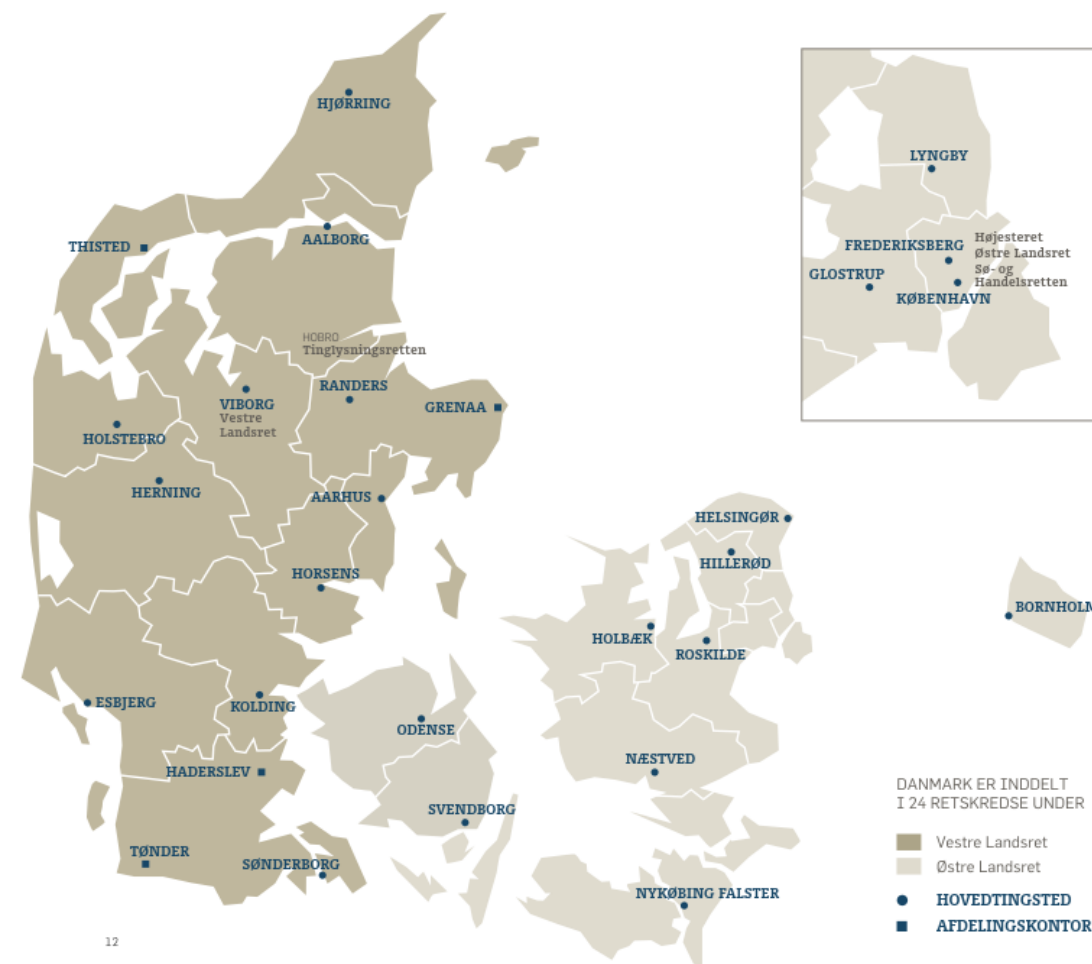 HJØRRING
AALBORG
THISTED
HOBRO
Tinglysningsretten
RANDERS
VIBORG
Vestre
Landsret
GRENAA
HOLSTEBRO
HERNING
AARHUS
HORSENS
ESBJERG
KOLDING
HADERSLEV
TØNDER
SØNDERBORG
ODENSE
SVENDBORG
LYNGBY
FREDERIKSBERG
Højesteret
Østre Landsret
Sø- og
Handelsretten
GLOSTRUP
KØBENHAVN
HELSINGØR
HILLERØD
HOLBÆK
ROSKILDE
BORNHOLM
NÆSTVED
NYKØBING FALSTER
DANMARK ER INDDELT
I 24 RETSKREDSE UNDER
Vestre Landsret
Østre Landsret
HOVEDTINGSTED
AFDELINGSKONTOR
12